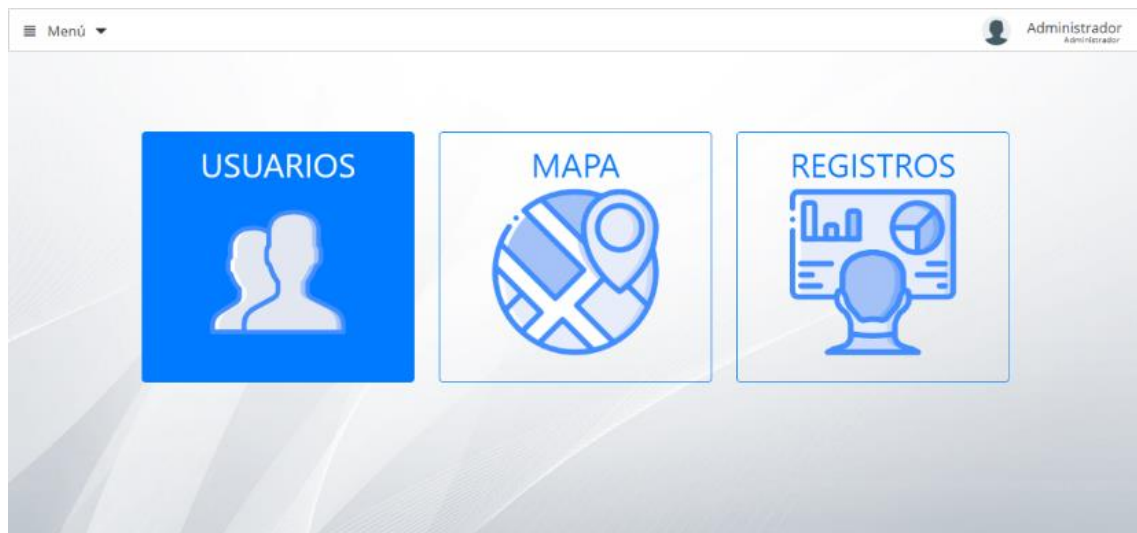 Menú
Administrador
Administrador
USUARIOS
MAPA
REGISTROS